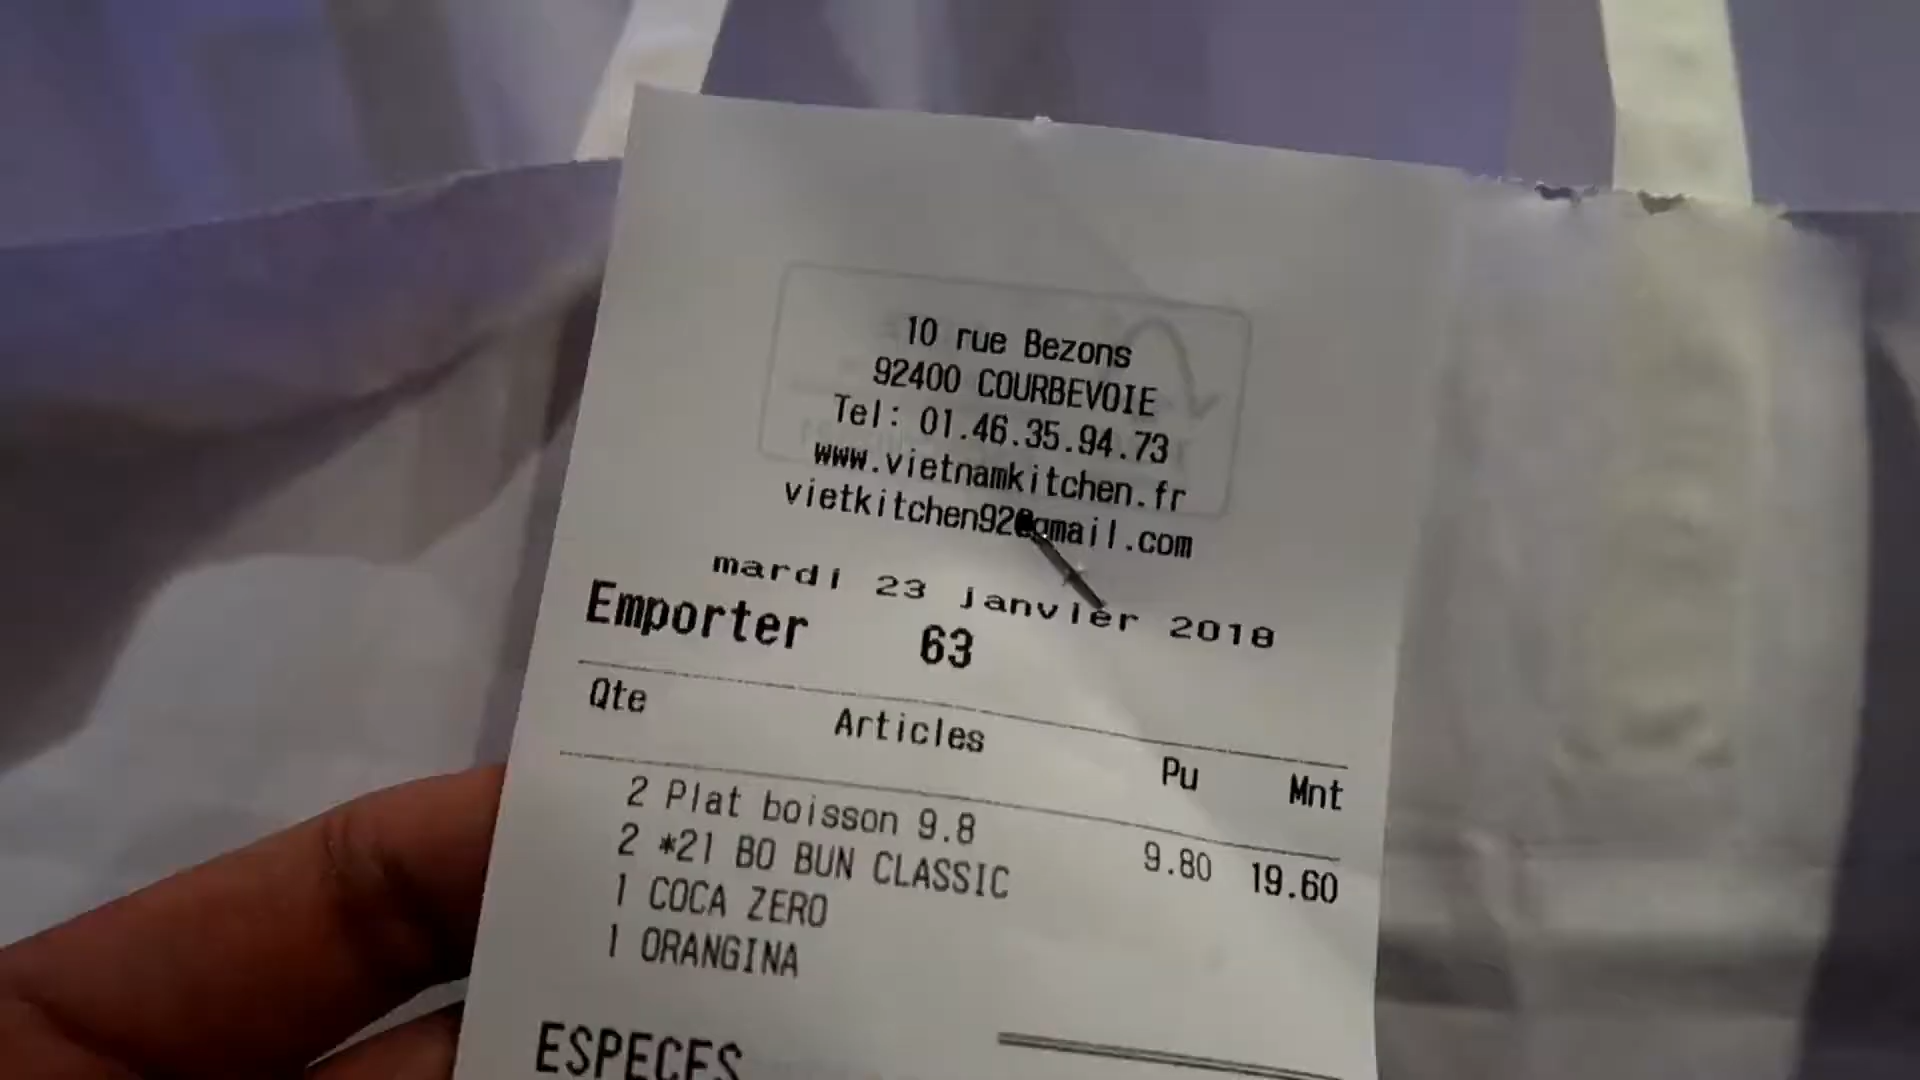 10 rue Bezons
92400 COURBEVOIE
Tel: 01.46.35.94.73
www.vietnamkitchen.fr
vietkitchen92@gmail.com
mardi 23 janvier 2018
Emporter 63
Qte Articles Pu Mnt
2 Plat boisson 9.8 9.80 19.60
2 *21 BO BUN CLASSIC
1 COCA ZERO
1 ORANGINA
ESPECES